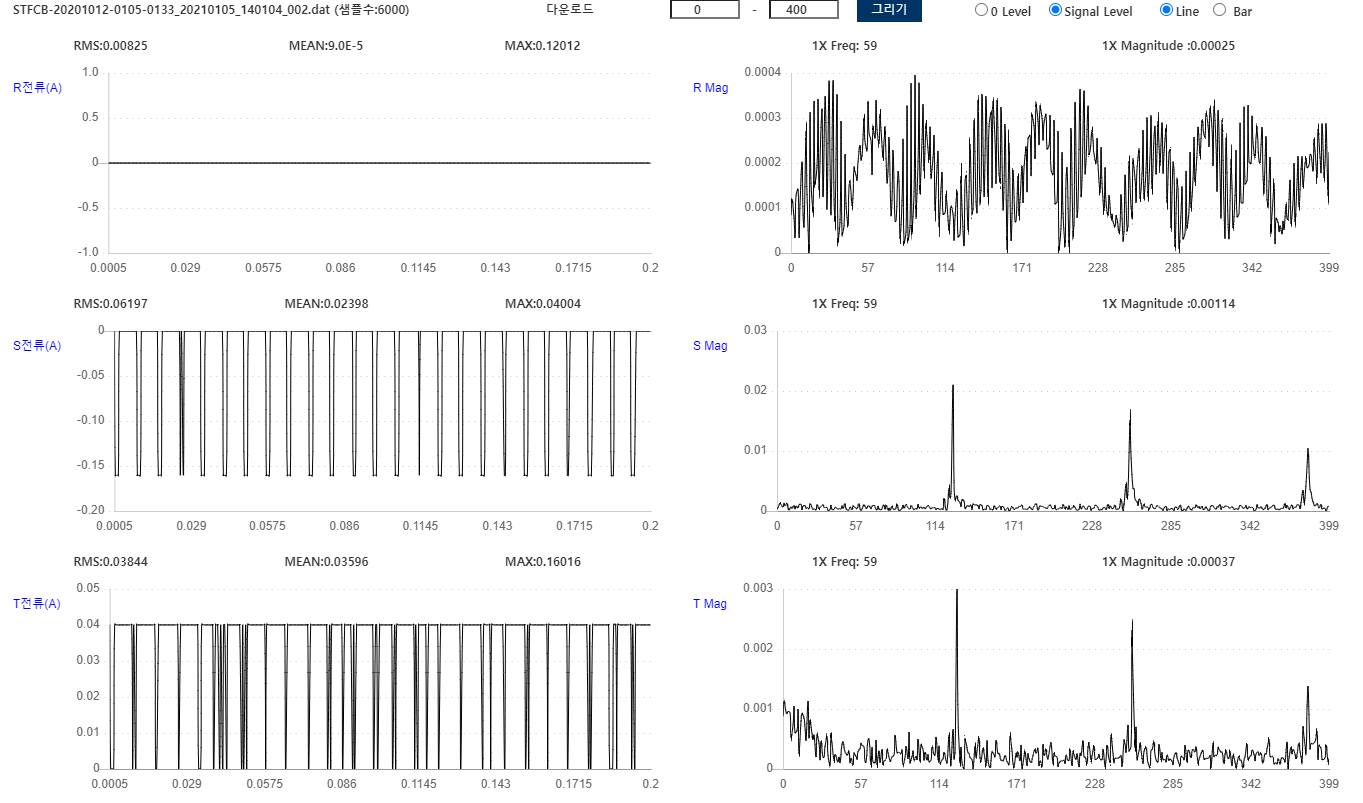 STFCB-20201012-0105-0133_20210105_140104_002.dat (샘플수:6000) 다운로드 0 - 400 그리기 0 Level Signal Level Line Bar
RMS:0.00825 MEAN:9.0E-5 MAX:0.12012 1X Freq: 59 1X Magnitude :0.00025
R전류(A)
1.0
0.5
0
-0.5
-1.0
0.0005 0.029 0.0575 0.086 0.1145 0.143 0.1715 0.2
R Mag
0.0004
0.0003
0.0002
0.0001
0
0 57 114 171 228 285 342 399
RMS:0.06197 MEAN:0.02398 MAX:0.04004 1X Freq: 59 1X Magnitude :0.00114
S전류(A)
0
-0.05
-0.10
-0.15
-0.20
0.0005 0.029 0.0575 0.086 0.1145 0.143 0.1715 0.2
S Mag
0.03
0.02
0.01
0
0 57 114 171 228 285 342 399
RMS:0.03844 MEAN:0.03596 MAX:0.16016 1X Freq: 59 1X Magnitude :0.00037
T전류(A)
0.05
0.04
0.03
0.02
0.01
0
0.0005 0.029 0.0575 0.086 0.1145 0.143 0.1715 0.2
T Mag
0.003
0.002
0.001
0
0 57 114 171 228 285 342 399